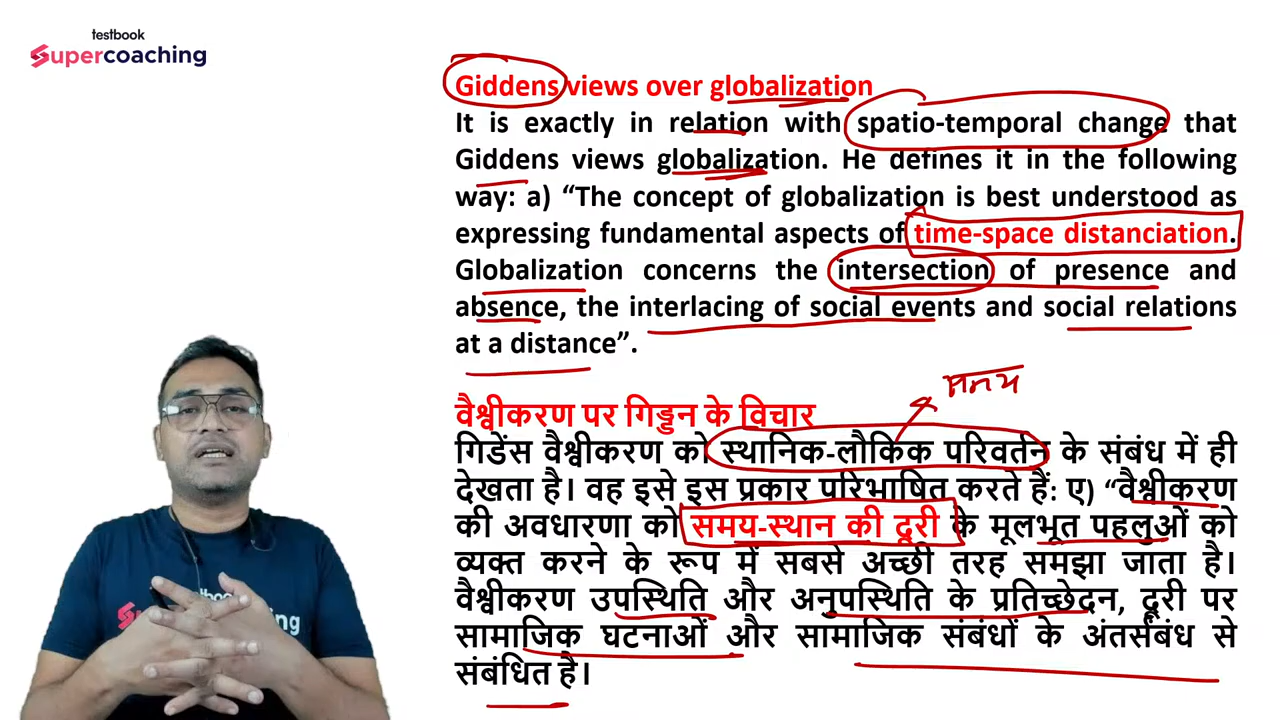 testbook
Supercoaching
Giddens views over globalization
It is exactly in relation with spatio-temporal change that
Giddens views globalization. He defines it in the following
way: a) “The concept of globalization is best understood as
expressing fundamental aspects of time-space distanciation.
Globalization concerns the intersection of presence and
absence, the interlacing of social events and social relations
at a distance”.
समय
वैश्वीकरण पर गिड्डन के विचार
गिडेंस वैश्वीकरण को स्थानिक-लौकिक परिवर्तन के संबंध में ही
देखता है। वह इसे इस प्रकार परिभाषित करते हैं: ए) “वैश्वीकरण
की अवधारणा को समय-स्थान की दूरी के मूलभूत पहलुओं को
व्यक्त करने के रूप में सबसे अच्छी तरह समझा जाता है।
वैश्वीकरण उपस्थिति और अनुपस्थिति के प्रतिच्छेदन, दूरी पर
सामाजिक घटनाओं और सामाजिक संबंधों के अंतर्संबंध से
संबंधित है।